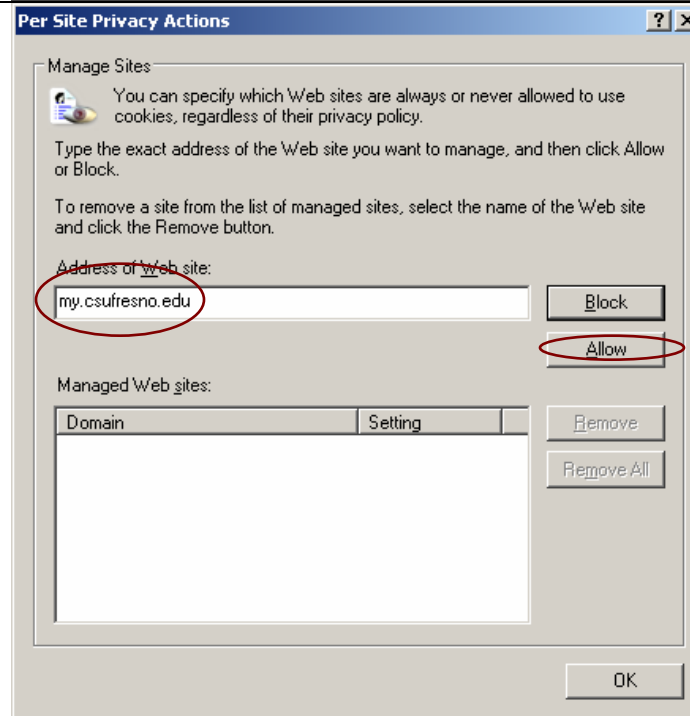 Per Site Privacy Actions
Manage Sites
You can specify which Web sites are always or never allowed to use
cookies, regardless of their privacy policy.
Type the exact address of the Web site you want to manage, and then click Allow
or Block.
To remove a site from the list of managed sites, select the name of the Web site
and click the Remove button.
Address of Web site:
my.csufresno.edu
Block
Allow
Managed Web sites:
Domain Setting
Remove
Remove All
OK